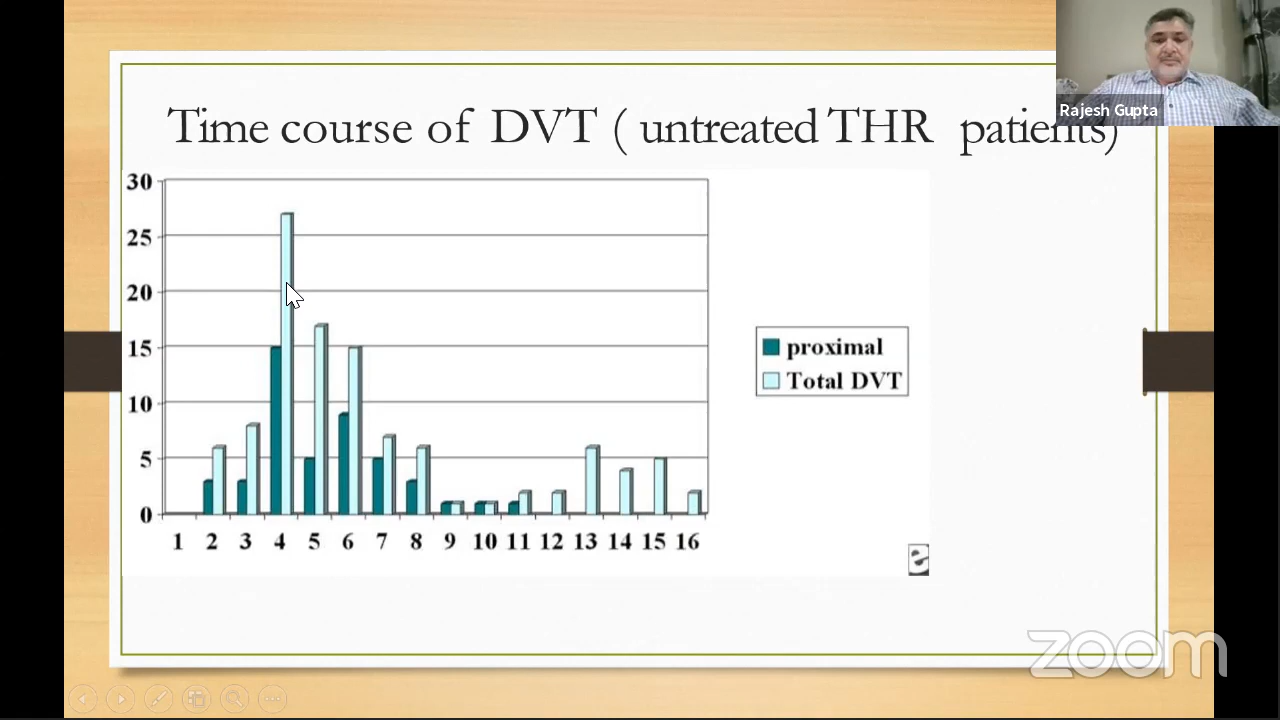 Rajesh Gupta
Time course of DVT ( untreated THR patients)
30
25
20
15
10
5
0
1 2 3 4 5 6 7 8 9 10 11 12 13 14 15 16
proximal
Total DVT
e
zoom